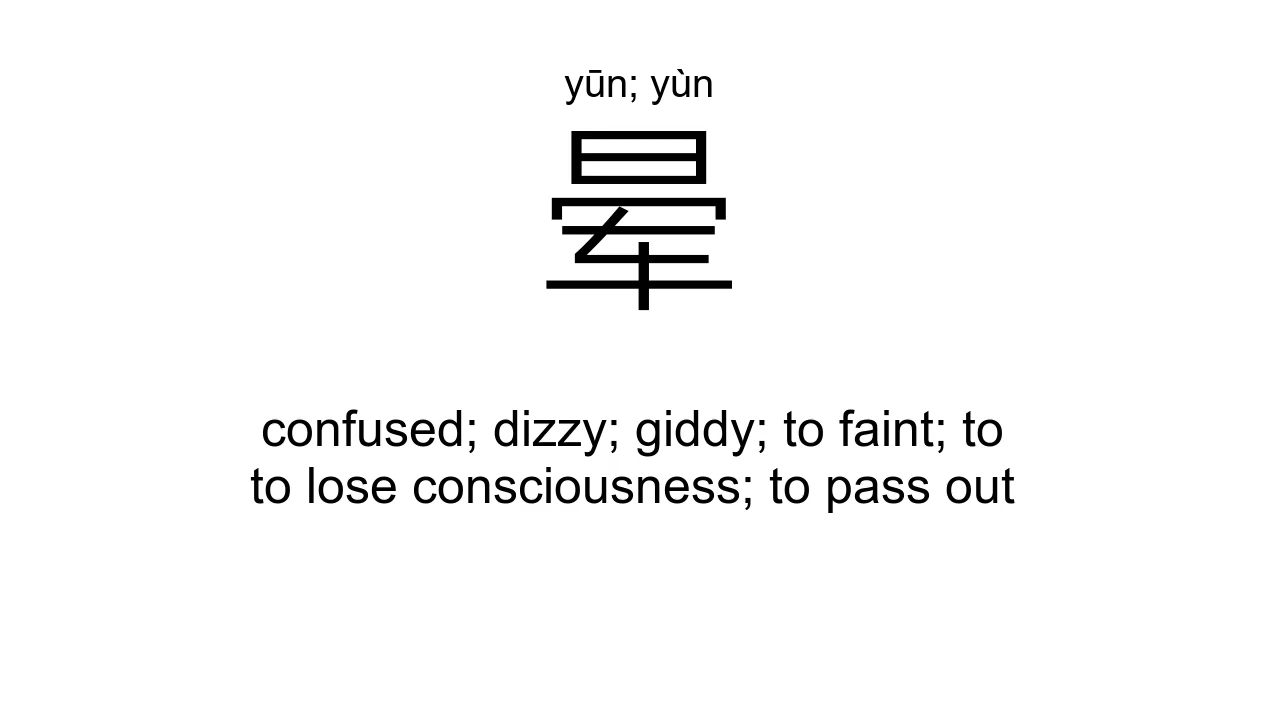 yūn; yùn
晕
confused; dizzy; giddy; to faint; to
to lose consciousness; to pass out